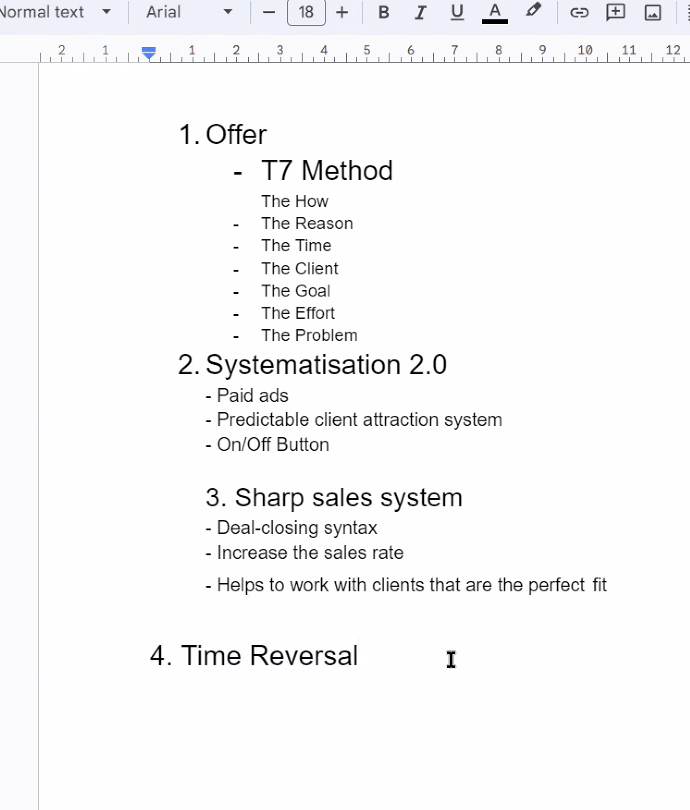 Normal text Arial 18 B I U A
2 1 1 2 3 4 5 6 7 8 9 10 11 12
1. Offer
- T7 Method
The How
- The Reason
- The Time
- The Client
- The Goal
- The Effort
- The Problem
2. Systematisation 2.0
- Paid ads
- Predictable client attraction system
- On/Off Button
3. Sharp sales system
- Deal-closing syntax
- Increase the sales rate
- Helps to work with clients that are the perfect fit
4. Time Reversal